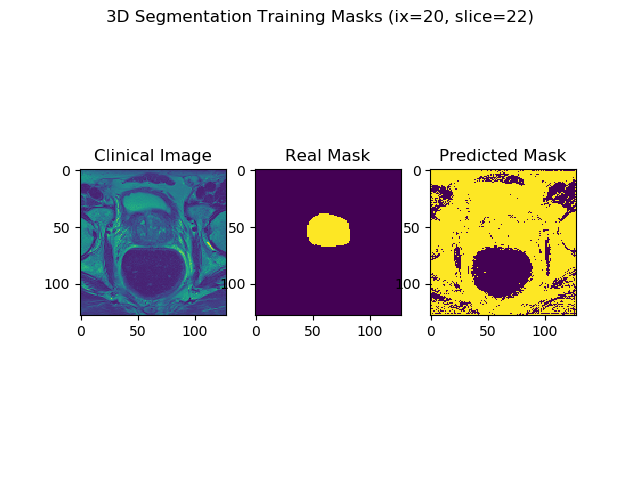 3D Segmentation Training Masks (ix=20, slice=22)
Clinical Image Real Mask Predicted Mask
0 0 0
50 50 50
100 100 100
0 50 100 0 50 100 0 50 100